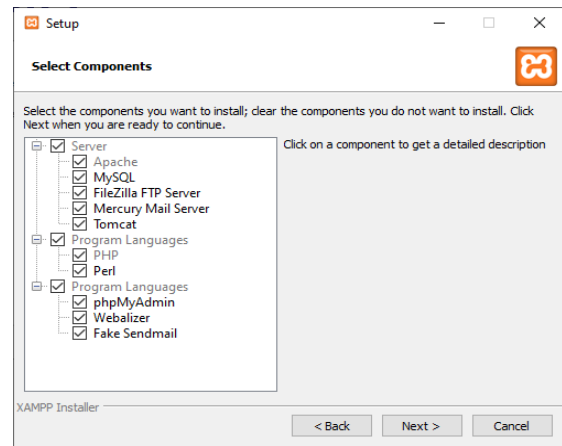 Setup
Select Components
Select the components you want to install; clear the components you do not want to install. Click
Next when you are ready to continue.
Server
Apache
MySQL
FileZilla FTP Server
Mercury Mail Server
Tomcat
Program Languages
PHP
Perl
Program Languages
phpMyAdmin
Webalizer
Fake Sendmail
Click on a component to get a detailed description
XAMPP Installer
< Back
Next >
Cancel